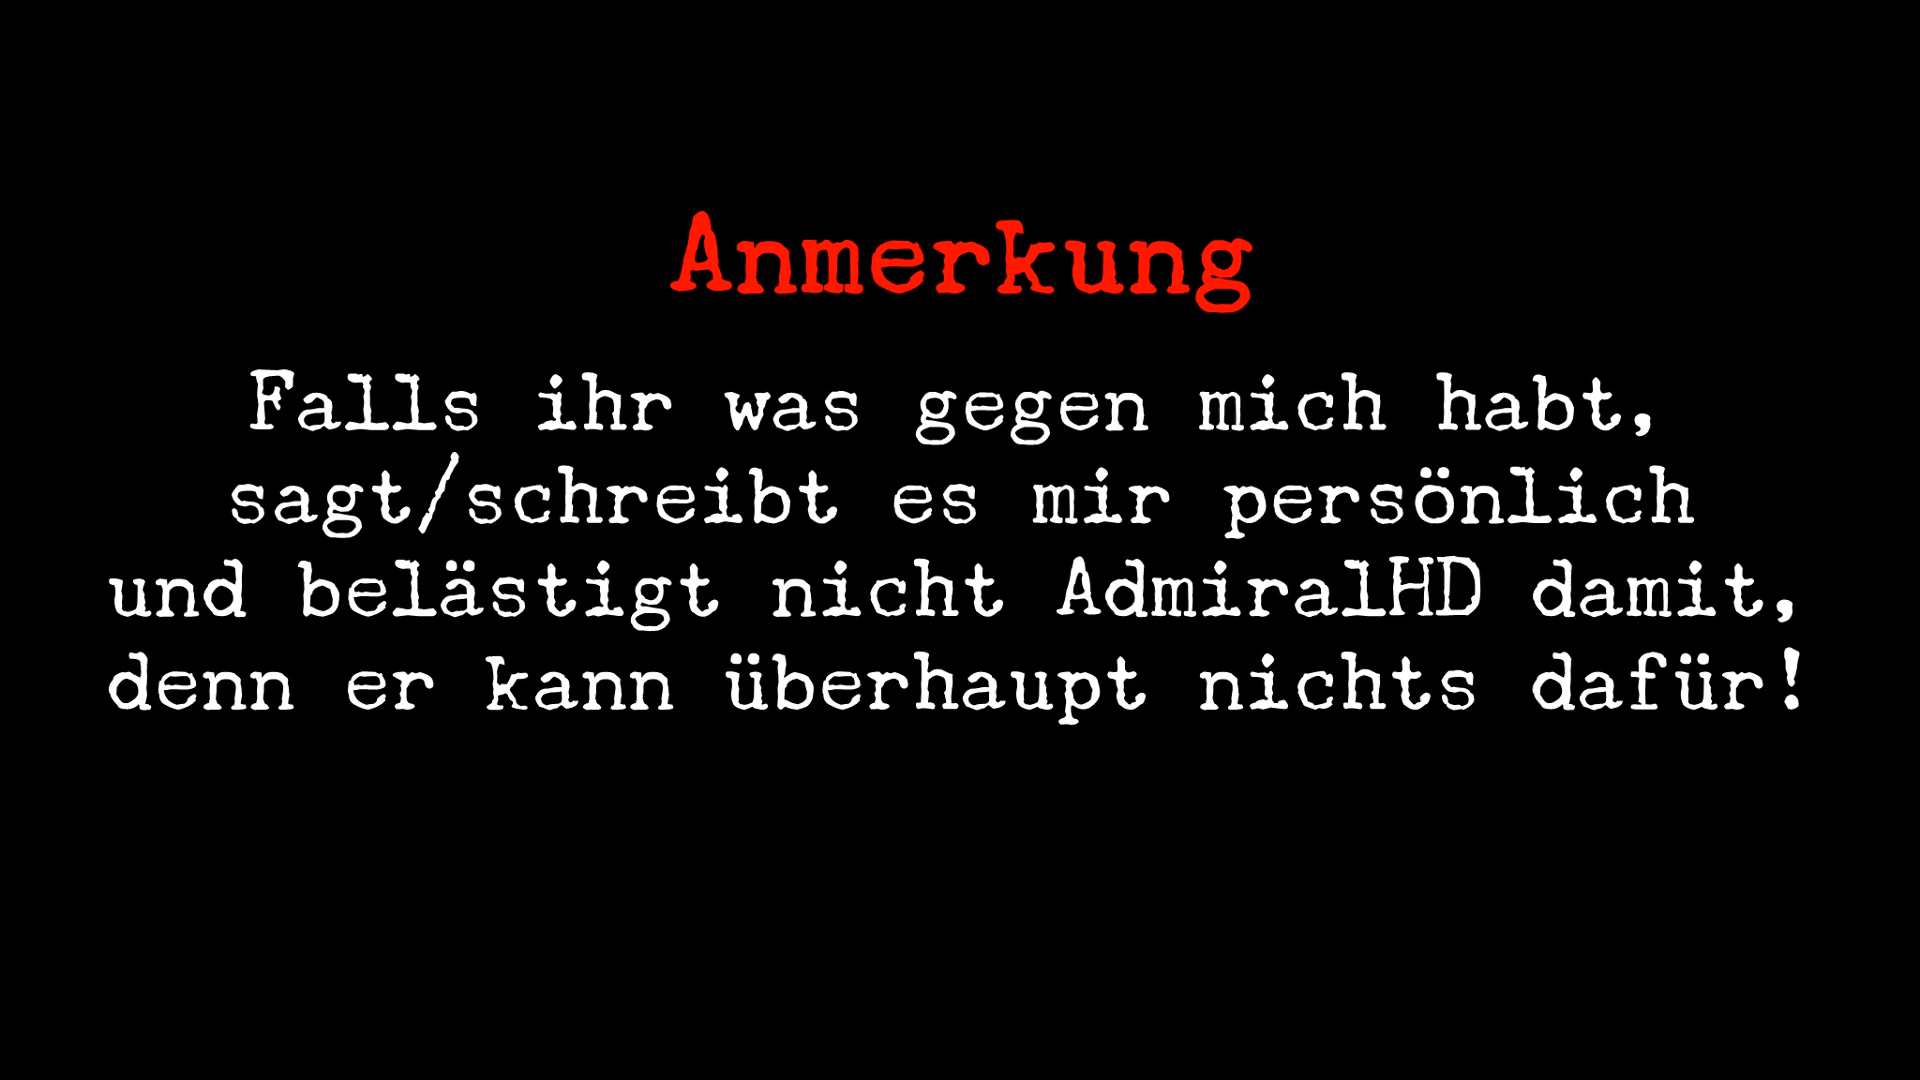 Anmerkung
Falls ihr was gegen mich habt,
sagt/schreibt es mir persönlich
und belästigt nicht AdmiralHD damit,
denn er kann überhaupt nichts dafür!